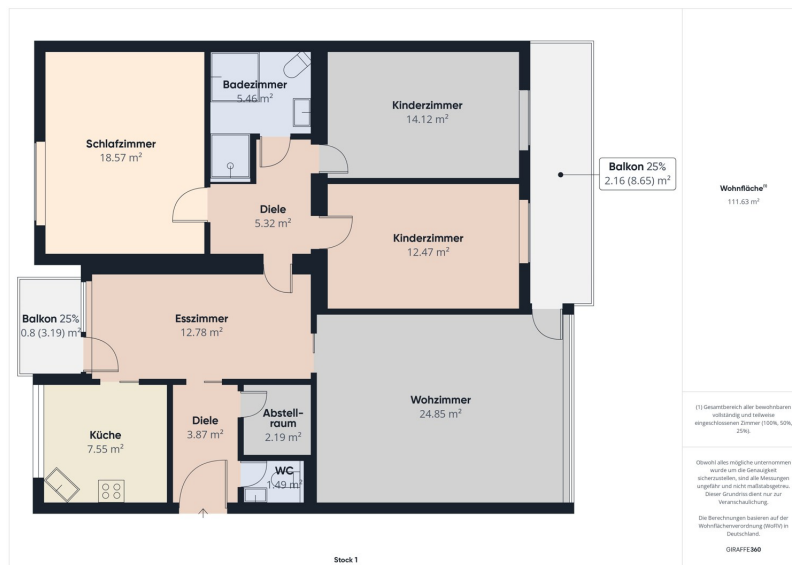 Badezimmer
5.46 m²
Kinderzimmer
14.12 m²
Schlafzimmer
18.57 m²
Balkon 25%
2.16 (8.65) m²
Wohnfläche⁽¹⁾
111.63 m²
Diele
5.32 m²
Kinderzimmer
12.47 m²
Balkon 25%
0.8 (3.19) m²
Esszimmer
12.78 m²
Wohzimmer
24.85 m²
Küche
7.55 m²
Diele
3.87 m²
Abstell-
raum
2.19 m²
WC
1.49 m²
(1) Gesamtbereich aller bewohnbaren,
vollständig und teilweise
eingeschlossenen Zimmer (100%, 50%,
25%).
Obwohl alles mögliche unternommen
wurde um die Genauigkeit
sicherzustellen, sind alle Messungen
ungefähr und nicht maßstabsgetreu.
Dieser Grundriss dient nur zur
Veranschaulichung.
Die Berechnungen basieren auf der
Wohnflächenverordnung (WoFlV) in
Deutschland.
GIRAFFE360
Stock 1